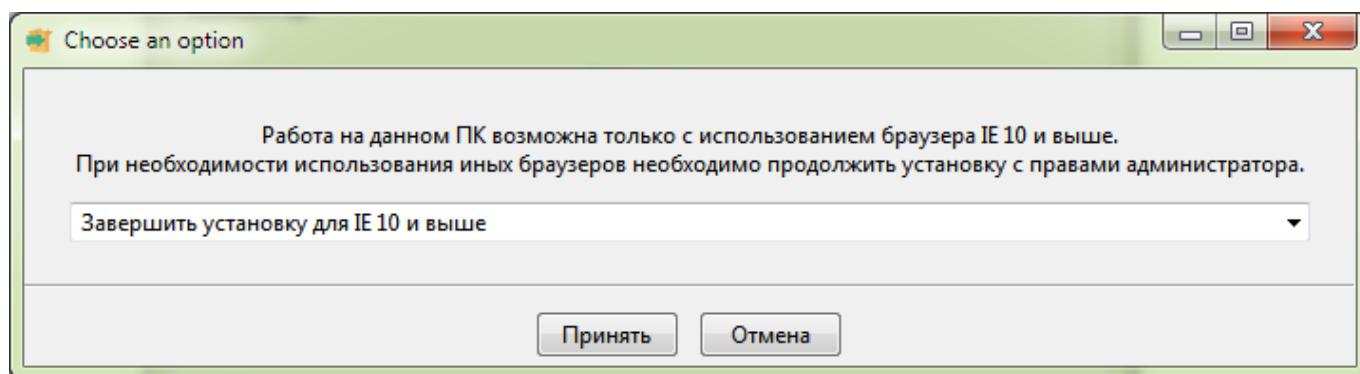 Choose an option
Работа на данном ПК возможна только с использованием браузера IE 10 и выше.
При необходимости использования иных браузеров необходимо продолжить установку с правами администратора.
Завершить установку для IE 10 и выше
Принять Отмена